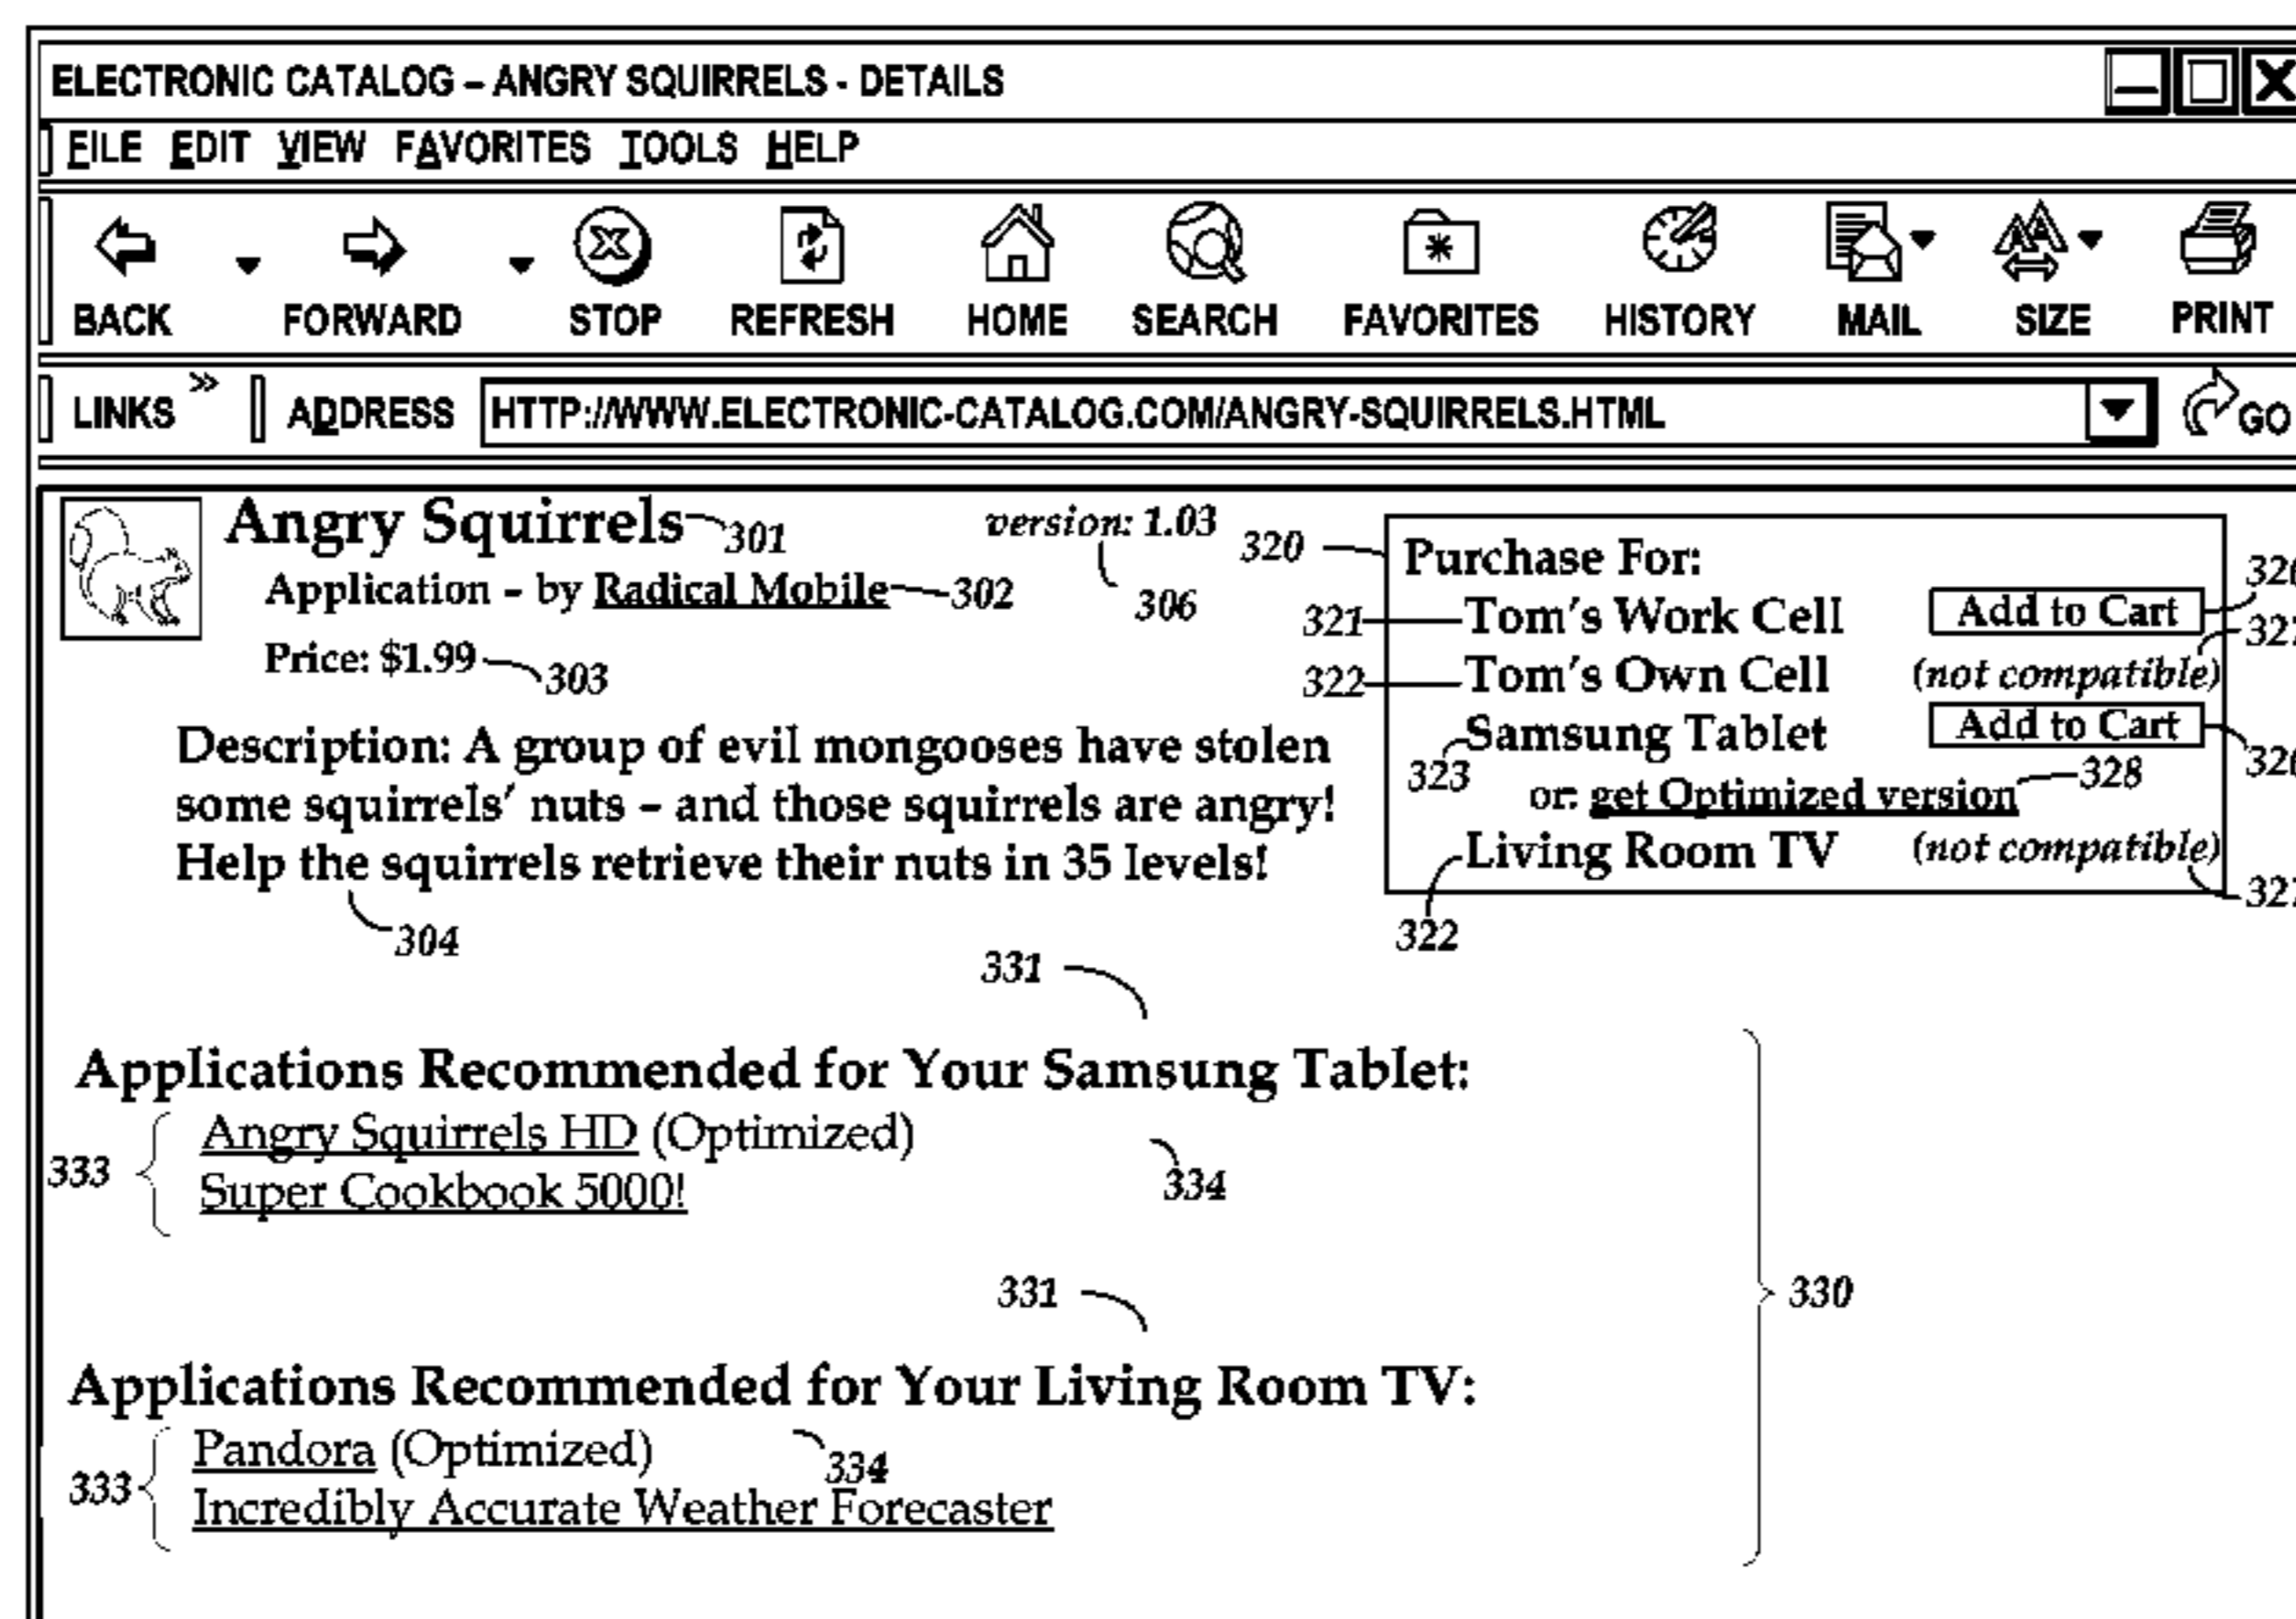 ELECTRONIC CATALOG – ANGRY SQUIRRELS - DETAILS
FILE EDIT VIEW FAVORITES TOOLS HELP
BACK FORWARD STOP REFRESH HOME SEARCH FAVORITES HISTORY MAIL SIZE PRINT
LINKS » ADDRESS HTTP://WWW.ELECTRONIC-CATALOG.COM/ANGRY-SQUIRRELS.HTML GO
Angry Squirrels 301
version: 1.03
306
Application – by Radical Mobile 302
Price: $1.99 303
Description: A group of evil mongooses have stolen
some squirrels' nuts – and those squirrels are angry!
Help the squirrels retrieve their nuts in 35 levels!
304
320 Purchase For:
321 Tom's Work Cell Add to Cart
322 Tom's Own Cell (not compatible)
323 Samsung Tablet Add to Cart
or: get Optimized version 328
Living Room TV (not compatible)
322
331
Applications Recommended for Your Samsung Tablet:
333 Angry Squirrels HD (Optimized) 334
Super Cookbook 5000!
331
330
Applications Recommended for Your Living Room TV:
333 Pandora (Optimized) 334
Incredibly Accurate Weather Forecaster